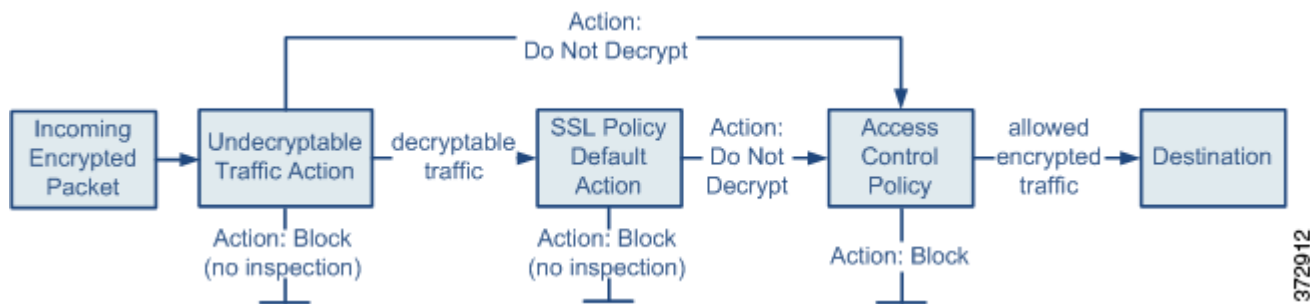 Action:
Do Not Decrypt
Incoming
Encrypted
Packet
Undecryptable
Traffic Action
decryptable
traffic
SSL Policy
Default
Action
Action:
Do Not
Decrypt
Access
Control
Policy
allowed
encrypted
traffic
Destination
Action: Block
(no inspection)
Action: Block
(no inspection)
Action: Block
372912